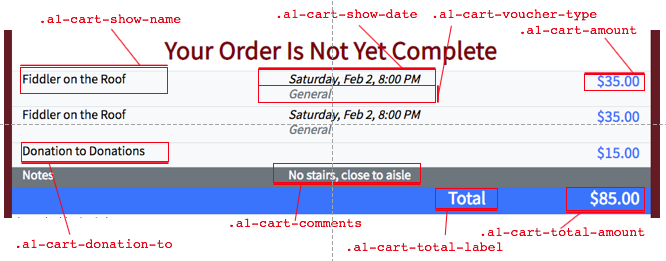 .a1-cart-show-name
.a1-cart-show-date
.a1-cart-voucher-type
.a1-cart-amount
Your Order Is Not Yet Complete
Fiddler on the Roof Saturday, Feb 2, 8:00 PM $35.00
General
Fiddler on the Roof Saturday, Feb 2, 8:00 PM $35.00
General
Donation to Donations $15.00
Notes No stairs, close to aisle
Total $85.00
.a1-cart-donation-to
.a1-cart-comments
.a1-cart-total-label
.a1-cart-total-amount